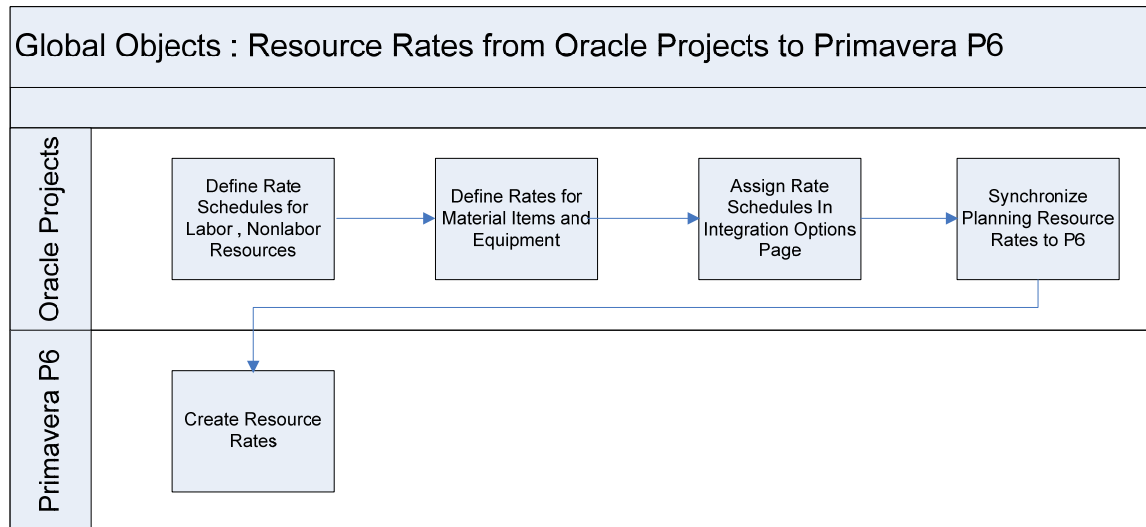 Global Objects : Resource Rates from Oracle Projects to Primavera P6
Oracle Projects
Define Rate
Schedules for
Labor , Nonlabor
Resources
Define Rates for
Material Items and
Equipment
Assign Rate
Schedules In
Integration Options
Page
Synchronize
Planning Resource
Rates to P6
Primavera P6
Create Resource
Rates